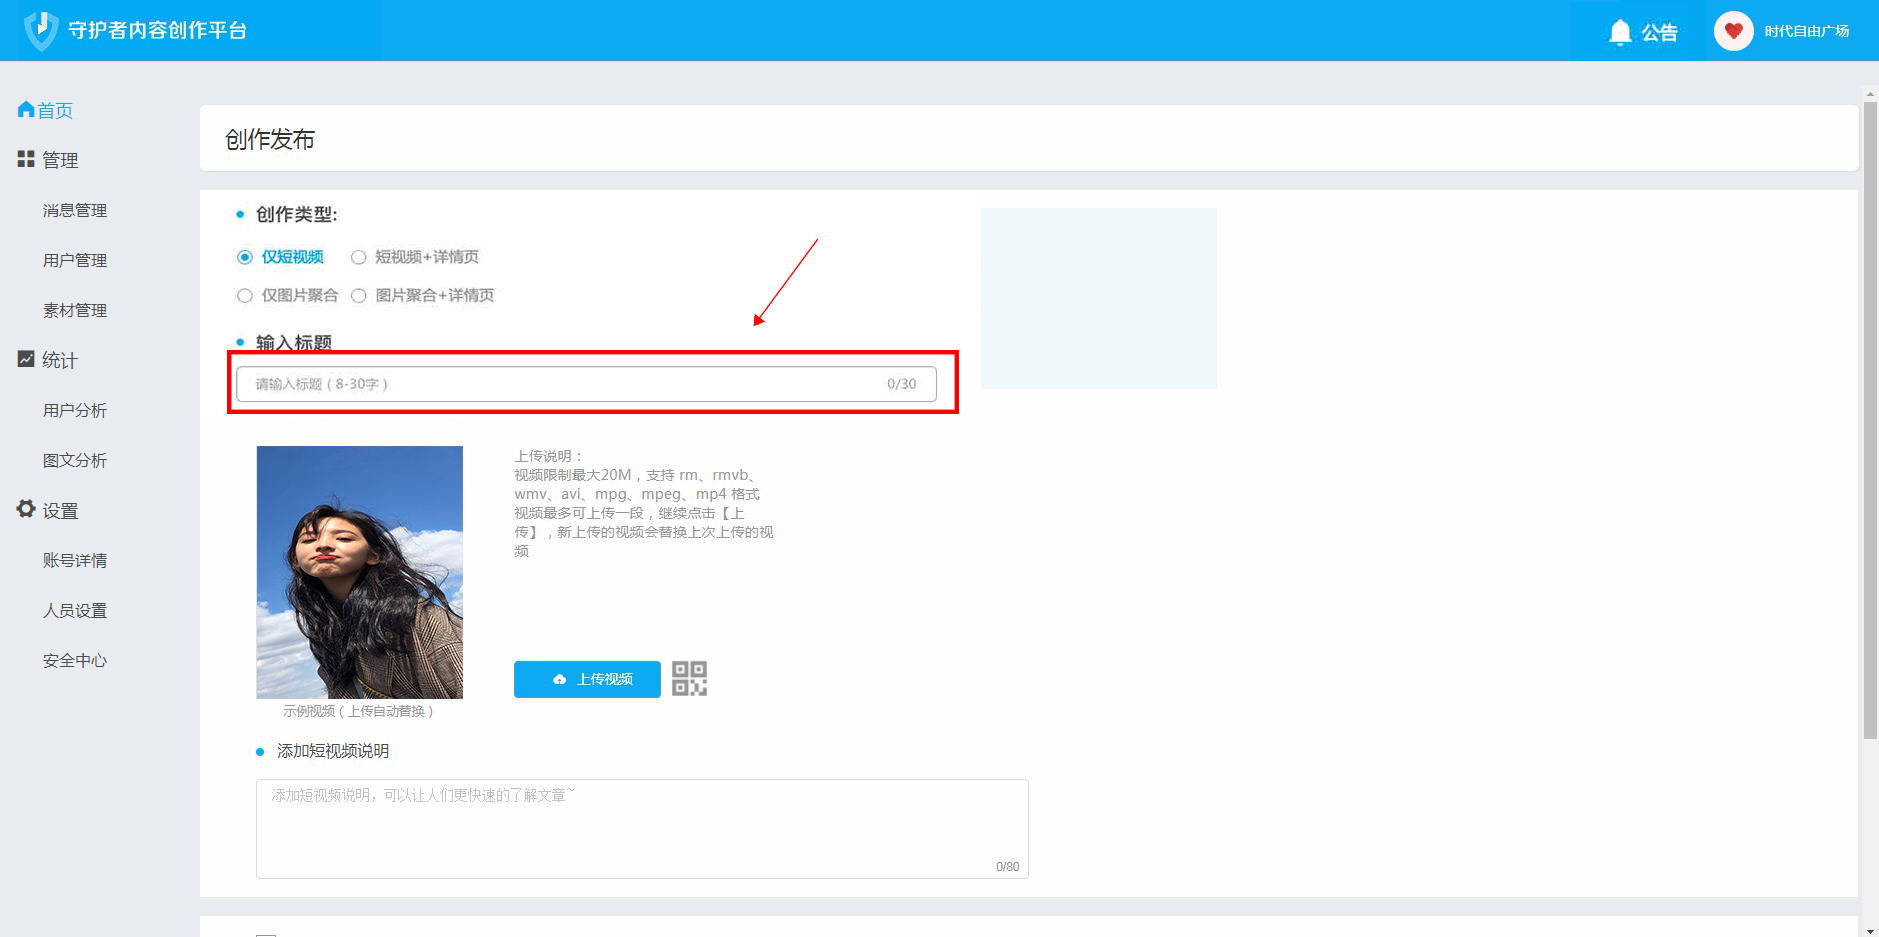 守护者内容创作平台
公告
时代自由广场
首页
管理
消息管理
用户管理
素材管理
统计
用户分析
图文分析
设置
账号详情
人员设置
安全中心
创作发布
创作类型:
仅短视频
短视频+详情页
仅图片聚合
图片聚合+详情页
输入标题
请输入标题（8-30字）
0/30
上传说明：
视频限制最大20M，支持 rm、rmvb、
wmv、avi、mpg、mpeg、mp4 格式
视频最多可上传一段，继续点击【上
传】，新上传的视频会替换上次上传的视
频
上传视频
示例视频（上传自动替换）
添加短视频说明
添加短视频说明，可以让人们更快速的了解文章~
0/80